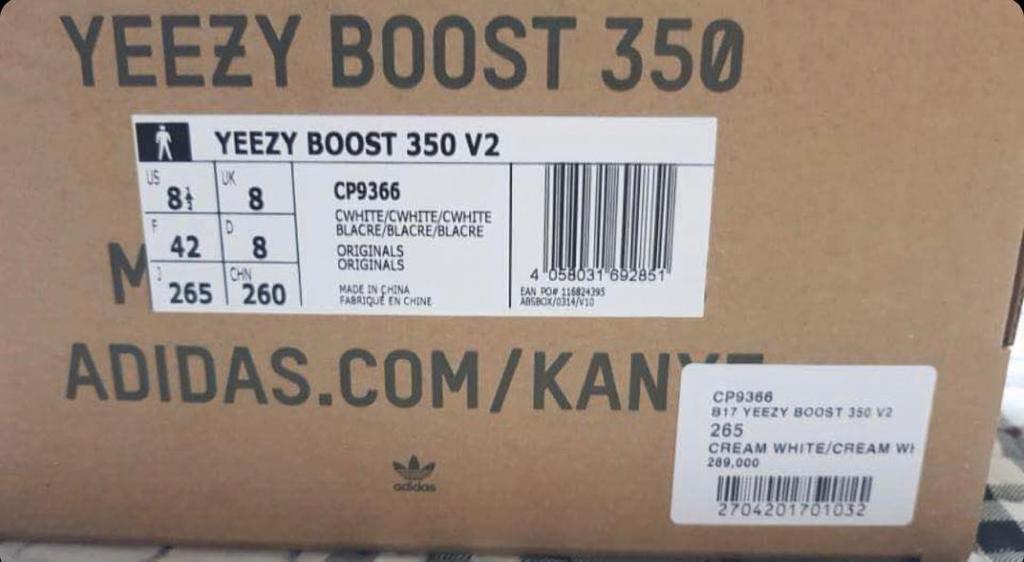 YEEZY BOOST 350
YEEZY BOOST 350 V2
US 8½ UK 8
F 42 D 8
J 265 CHN 260
CP9366
CWHITE/CWHITE/CWHITE
BLACRE/BLACRE/BLACRE
ORIGINALS
ORIGINALS
MADE IN CHINA
FABRIQUÉ EN CHINE
4 058031 692851
EAN PO# 116824395
ABSBOX/0314/V10
M
ADIDAS.COM/KANYE
adidas
CP9366
B17 YEEZY BOOST 350 V2
265
CREAM WHITE/CREAM WH
289,000
2704201701032